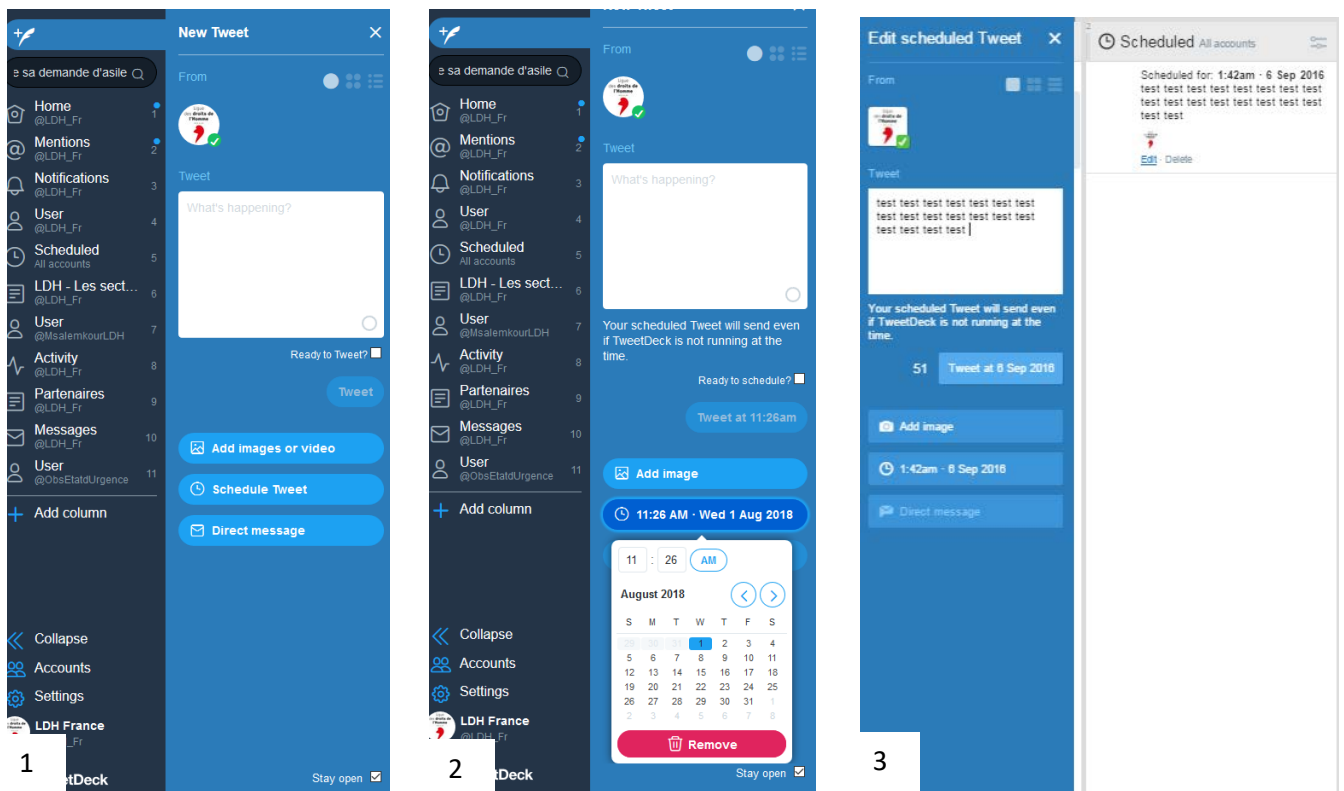 New Tweet
e sa demande d'asile
From
Home
@LDH_Fr
1
Mentions
@LDH_Fr
2
Tweet
Notifications
@LDH_Fr
3
What's happening?
User
@LDH_Fr
4
Scheduled
All accounts
5
LDH - Les sect...
@LDH_Fr
6
User
@MsalemkourLDH
7
Ready to Tweet?
Activity
@LDH_Fr
8
Partenaires
@LDH_Fr
9
Tweet
Messages
@LDH_Fr
10
Add images or video
User
@ObsEtatdUrgence
11
Schedule Tweet
Add column
Direct message
Collapse
Accounts
Settings
LDH France
_Fr
1
etDeck
Stay open
e sa demande d'asile
From
Home
@LDH_Fr
1
Mentions
@LDH_Fr
2
Tweet
Notifications
@LDH_Fr
3
What's happening?
User
@LDH_Fr
4
Scheduled
All accounts
5
LDH - Les sect...
@LDH_Fr
6
User
@MsalemkourLDH
7
Your scheduled Tweet will send even
if TweetDeck is not running at the
time.
Activity
@LDH_Fr
8
Ready to schedule?
Partenaires
@LDH_Fr
9
Tweet at 11:26am
Messages
@LDH_Fr
10
User
@ObsEtatdUrgence
11
Add image
Add column
11:26 AM · Wed 1 Aug 2018
11 : 26 AM
August 2018
S M T W T F S
29 30 31 1 2 3 4
5 6 7 8 9 10 11
12 13 14 15 16 17 18
19 20 21 22 23 24 25
26 27 28 29 30 31 1
2 3 4 5 6 7 8
Remove
Collapse
Accounts
Settings
LDH France
@LDH_Fr
2
tDeck
Stay open
Edit scheduled Tweet
From
Tweet
test test test test test test test
test test test test test test test
test test test test
Your scheduled Tweet will send even
if TweetDeck is not running at the
time.
51
Tweet at 6 Sep 2016
Add image
1:42am · 6 Sep 2016
Direct message
3
2
Scheduled All accounts
Scheduled for: 1:42am · 6 Sep 2016
test test test test test test test test
test test test test test test test test
test test
Edit · Delete